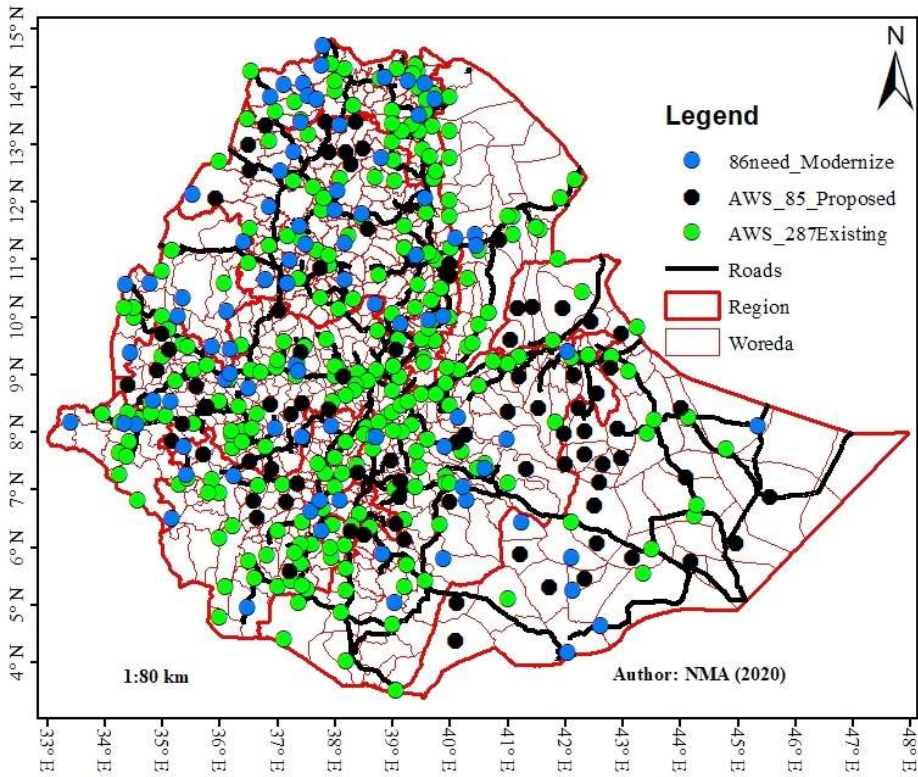 15° N
14° N
13° N
12° N
11° N
10° N
9° N
8° N
7° N
6° N
5° N
4° N
N
Legend
86need_Modernize
AWS_85_Proposed
AWS_287Existing
Roads
Region
Woreda
1:80 km
Author: NMA (2020)
33° E
34° E
35° E
36° E
37° E
38° E
39° E
40° E
41° E
42° E
43° E
44° E
45° E
46° E
47° E
48° E